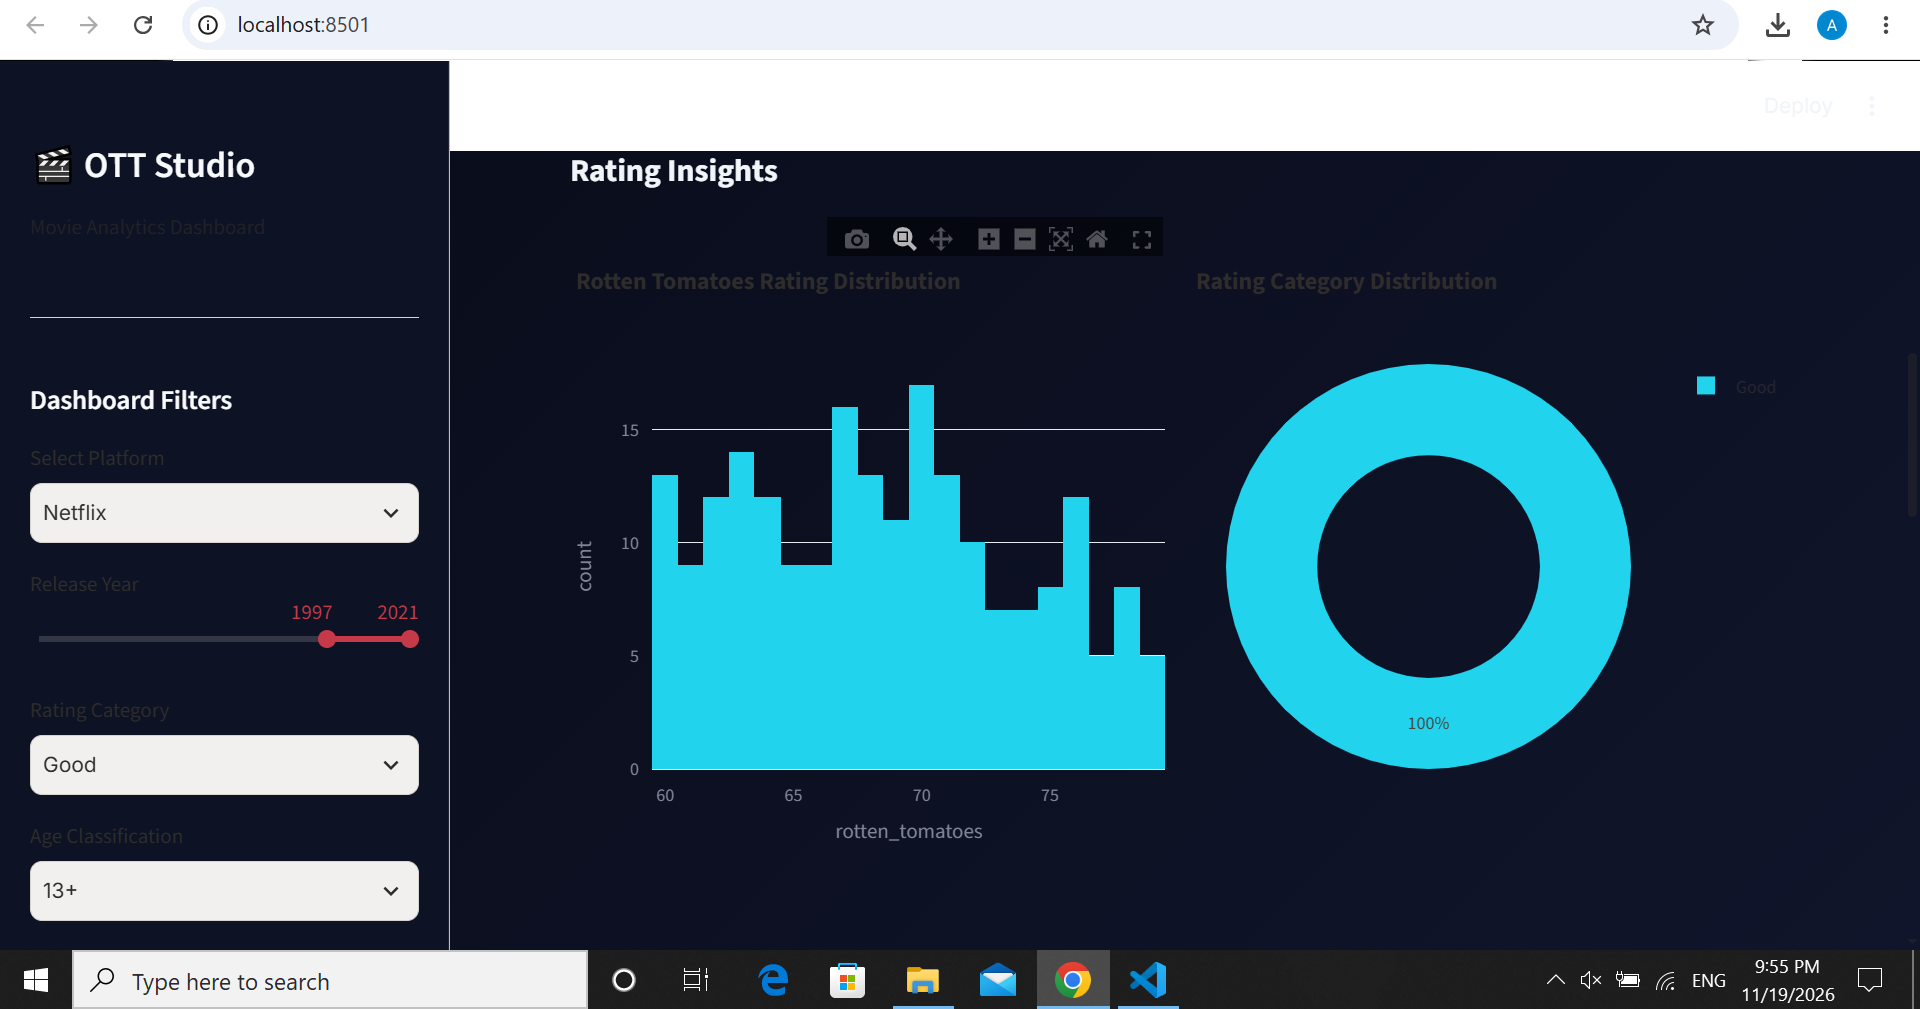 localhost:8501
A
Deploy
OTT Studio
Movie Analytics Dashboard
Dashboard Filters
Select Platform
Netflix
Release Year
1997 2021
Rating Category
Good
Age Classification
13+
Rating Insights
Rotten Tomatoes Rating Distribution
15
10
5
0
count
60 65 70 75
rotten_tomatoes
Rating Category Distribution
Good
100%
Type here to search
ENG
9:55 PM
11/19/2026